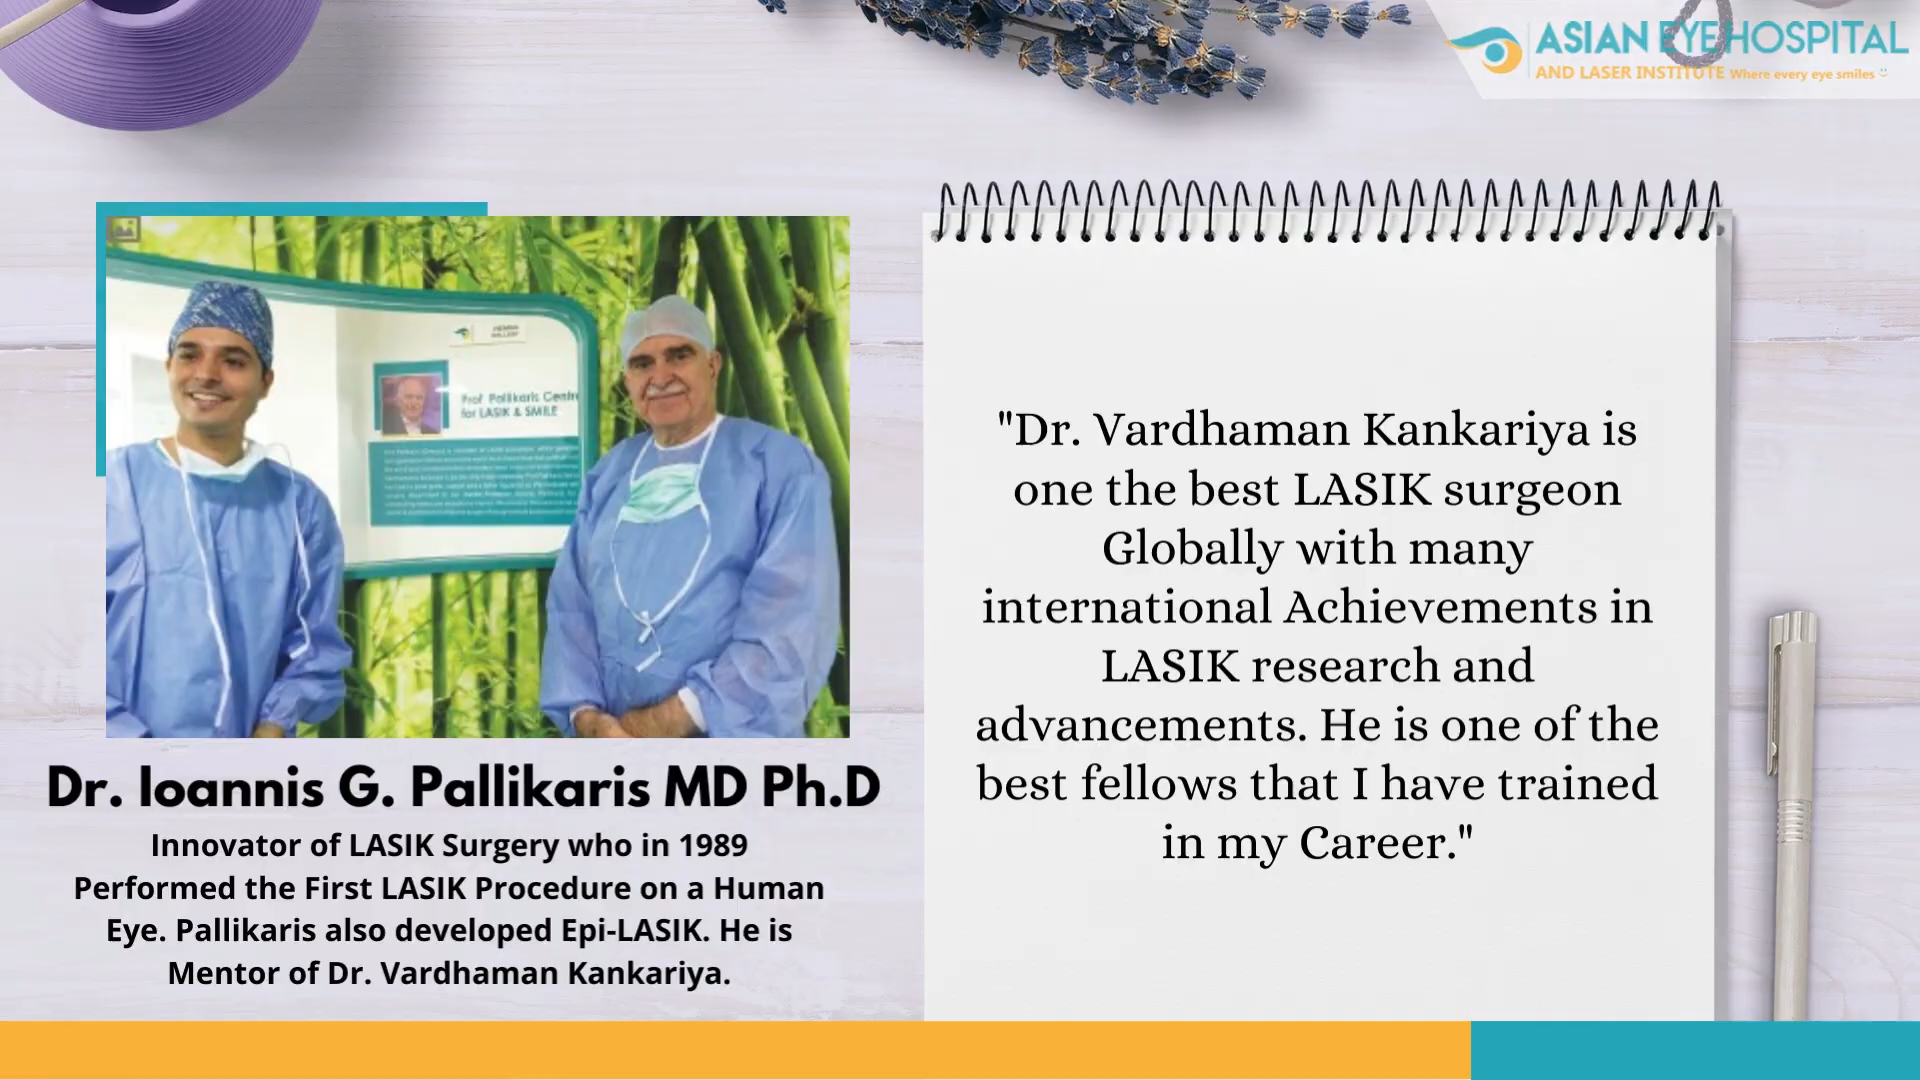 ASIAN EYE HOSPITAL
AND LASER INSTITUTE Where every eye smiles
Prof. Pallikaris Centre
for LASIK & SMILE
Dr. Ioannis G. Pallikaris MD Ph.D
Innovator of LASIK Surgery who in 1989
Performed the First LASIK Procedure on a Human
Eye. Pallikaris also developed Epi-LASIK. He is
Mentor of Dr. Vardhaman Kankariya.
"Dr. Vardhaman Kankariya is
one the best LASIK surgeon
Globally with many
international Achievements in
LASIK research and
advancements. He is one of the
best fellows that I have trained
in my Career."